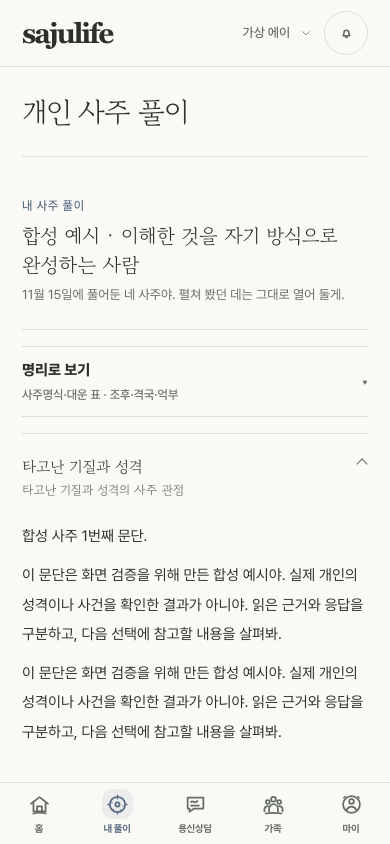 sajulife
가상 에이
개인 사주 풀이
내 사주 풀이
합성 예시 · 이해한 것을 자기 방식으로
완성하는 사람
11월 15일에 풀어둔 네 사주야. 펼쳐 봤던 데는 그대로 열어 둘게.
명리로 보기
사주명식·대운 표 · 조후·격국·억부
타고난 기질과 성격
타고난 기질과 성격의 사주 관점
합성 사주 1번째 문단.
이 문단은 화면 검증을 위해 만든 합성 예시야. 실제 개인의
성격이나 사건을 확인한 결과가 아니야. 읽은 근거와 응답을
구분하고, 다음 선택에 참고할 내용을 살펴봐.
이 문단은 화면 검증을 위해 만든 합성 예시야. 실제 개인의
성격이나 사건을 확인한 결과가 아니야. 읽은 근거와 응답을
구분하고, 다음 선택에 참고할 내용을 살펴봐.
홈
내 풀이
용신상담
가족
마이